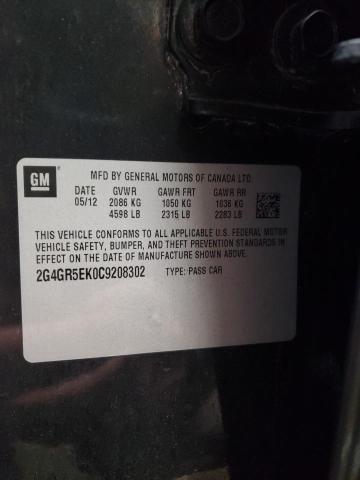 GM
MFD BY GENERAL MOTORS OF CANADA LTD.
DATE GVWR GAWR FRT GAWR RR
05/12 2086 KG 1050 KG 1036 KG
4598 LB 2315 LB 2283 LB
THIS VEHICLE CONFORMS TO ALL APPLICABLE U.S. FEDERAL MOTOR
VEHICLE SAFETY, BUMPER, AND THEFT PREVENTION STANDARDS IN
EFFECT ON THE DATE OF MANUFACTURE SHOWN ABOVE.
2G4GR5EK0C9208302 TYPE: PASS CAR